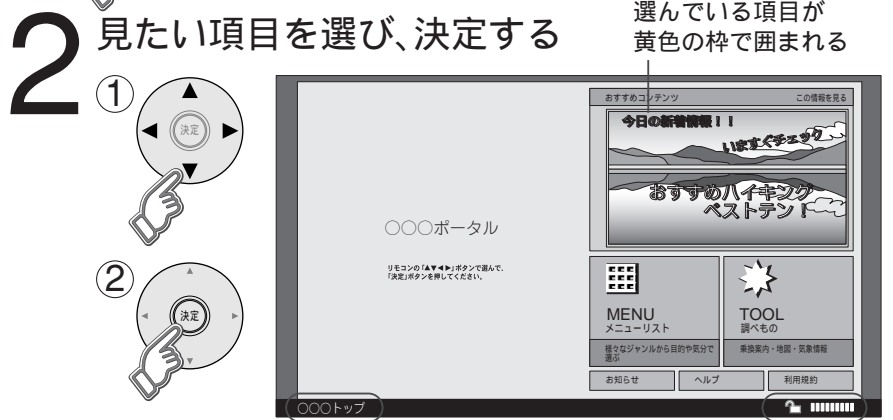 2 見たい項目を選び、決定する
選んでいる項目が
黄色の枠で囲まれる
①
決定
②
決定
○○○ポータル
リモコンの「▲▼◀▶」ボタンで選んで、
「決定」ボタンを押してください。
おすすめコンテンツ
この情報を見る
今日の新着情報!!
いますぐチェック
おすすめハイキング
ベストテン!
MENU
メニューリスト
様々なジャンルから目的や気分で
選ぶ
TOOL
調べもの
乗換案内・地図・気象情報
お知らせ
ヘルプ
利用規約
○○○トップ